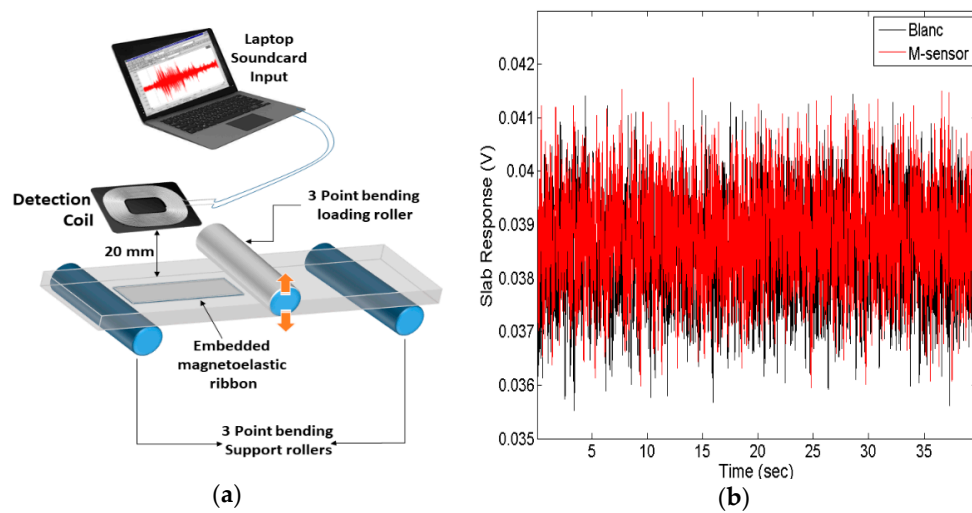 Laptop
Soundcard
Input
Detection
Coil
3 Point bending
loading roller
20 mm
Embedded
magnetoelastic
ribbon
3 Point bending
Support rollers
(a)
Blanc
M-sensor
0.042
0.041
0.04
0.039
0.038
0.037
0.036
0.035
Slab Response (V)
5 10 15 20 25 30 35
Time (sec)
(b)